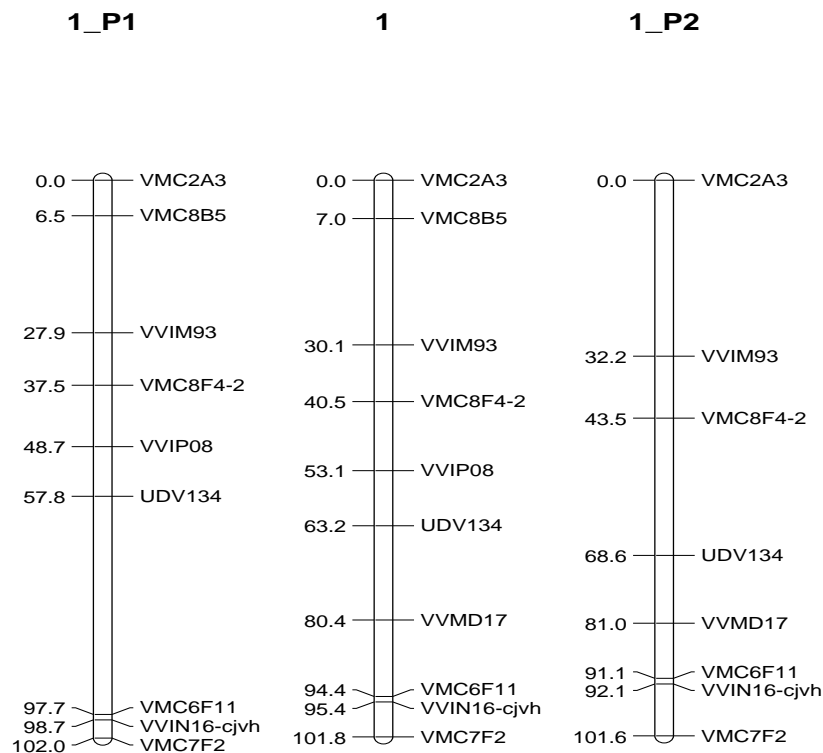 1_P1
0.0 VMC2A3
6.5 VMC8B5
27.9 VVIM93
37.5 VMC8F4-2
48.7 VVIP08
57.8 UDV134
97.7 VMC6F11
98.7 VVIN16-cjvh
102.0 VMC7F2
1
0.0 VMC2A3
7.0 VMC8B5
30.1 VVIM93
40.5 VMC8F4-2
53.1 VVIP08
63.2 UDV134
80.4 VVMD17
94.4 VMC6F11
95.4 VVIN16-cjvh
101.8 VMC7F2
1_P2
0.0 VMC2A3
32.2 VVIM93
43.5 VMC8F4-2
68.6 UDV134
81.0 VVMD17
91.1 VMC6F11
92.1 VVIN16-cjvh
101.6 VMC7F2